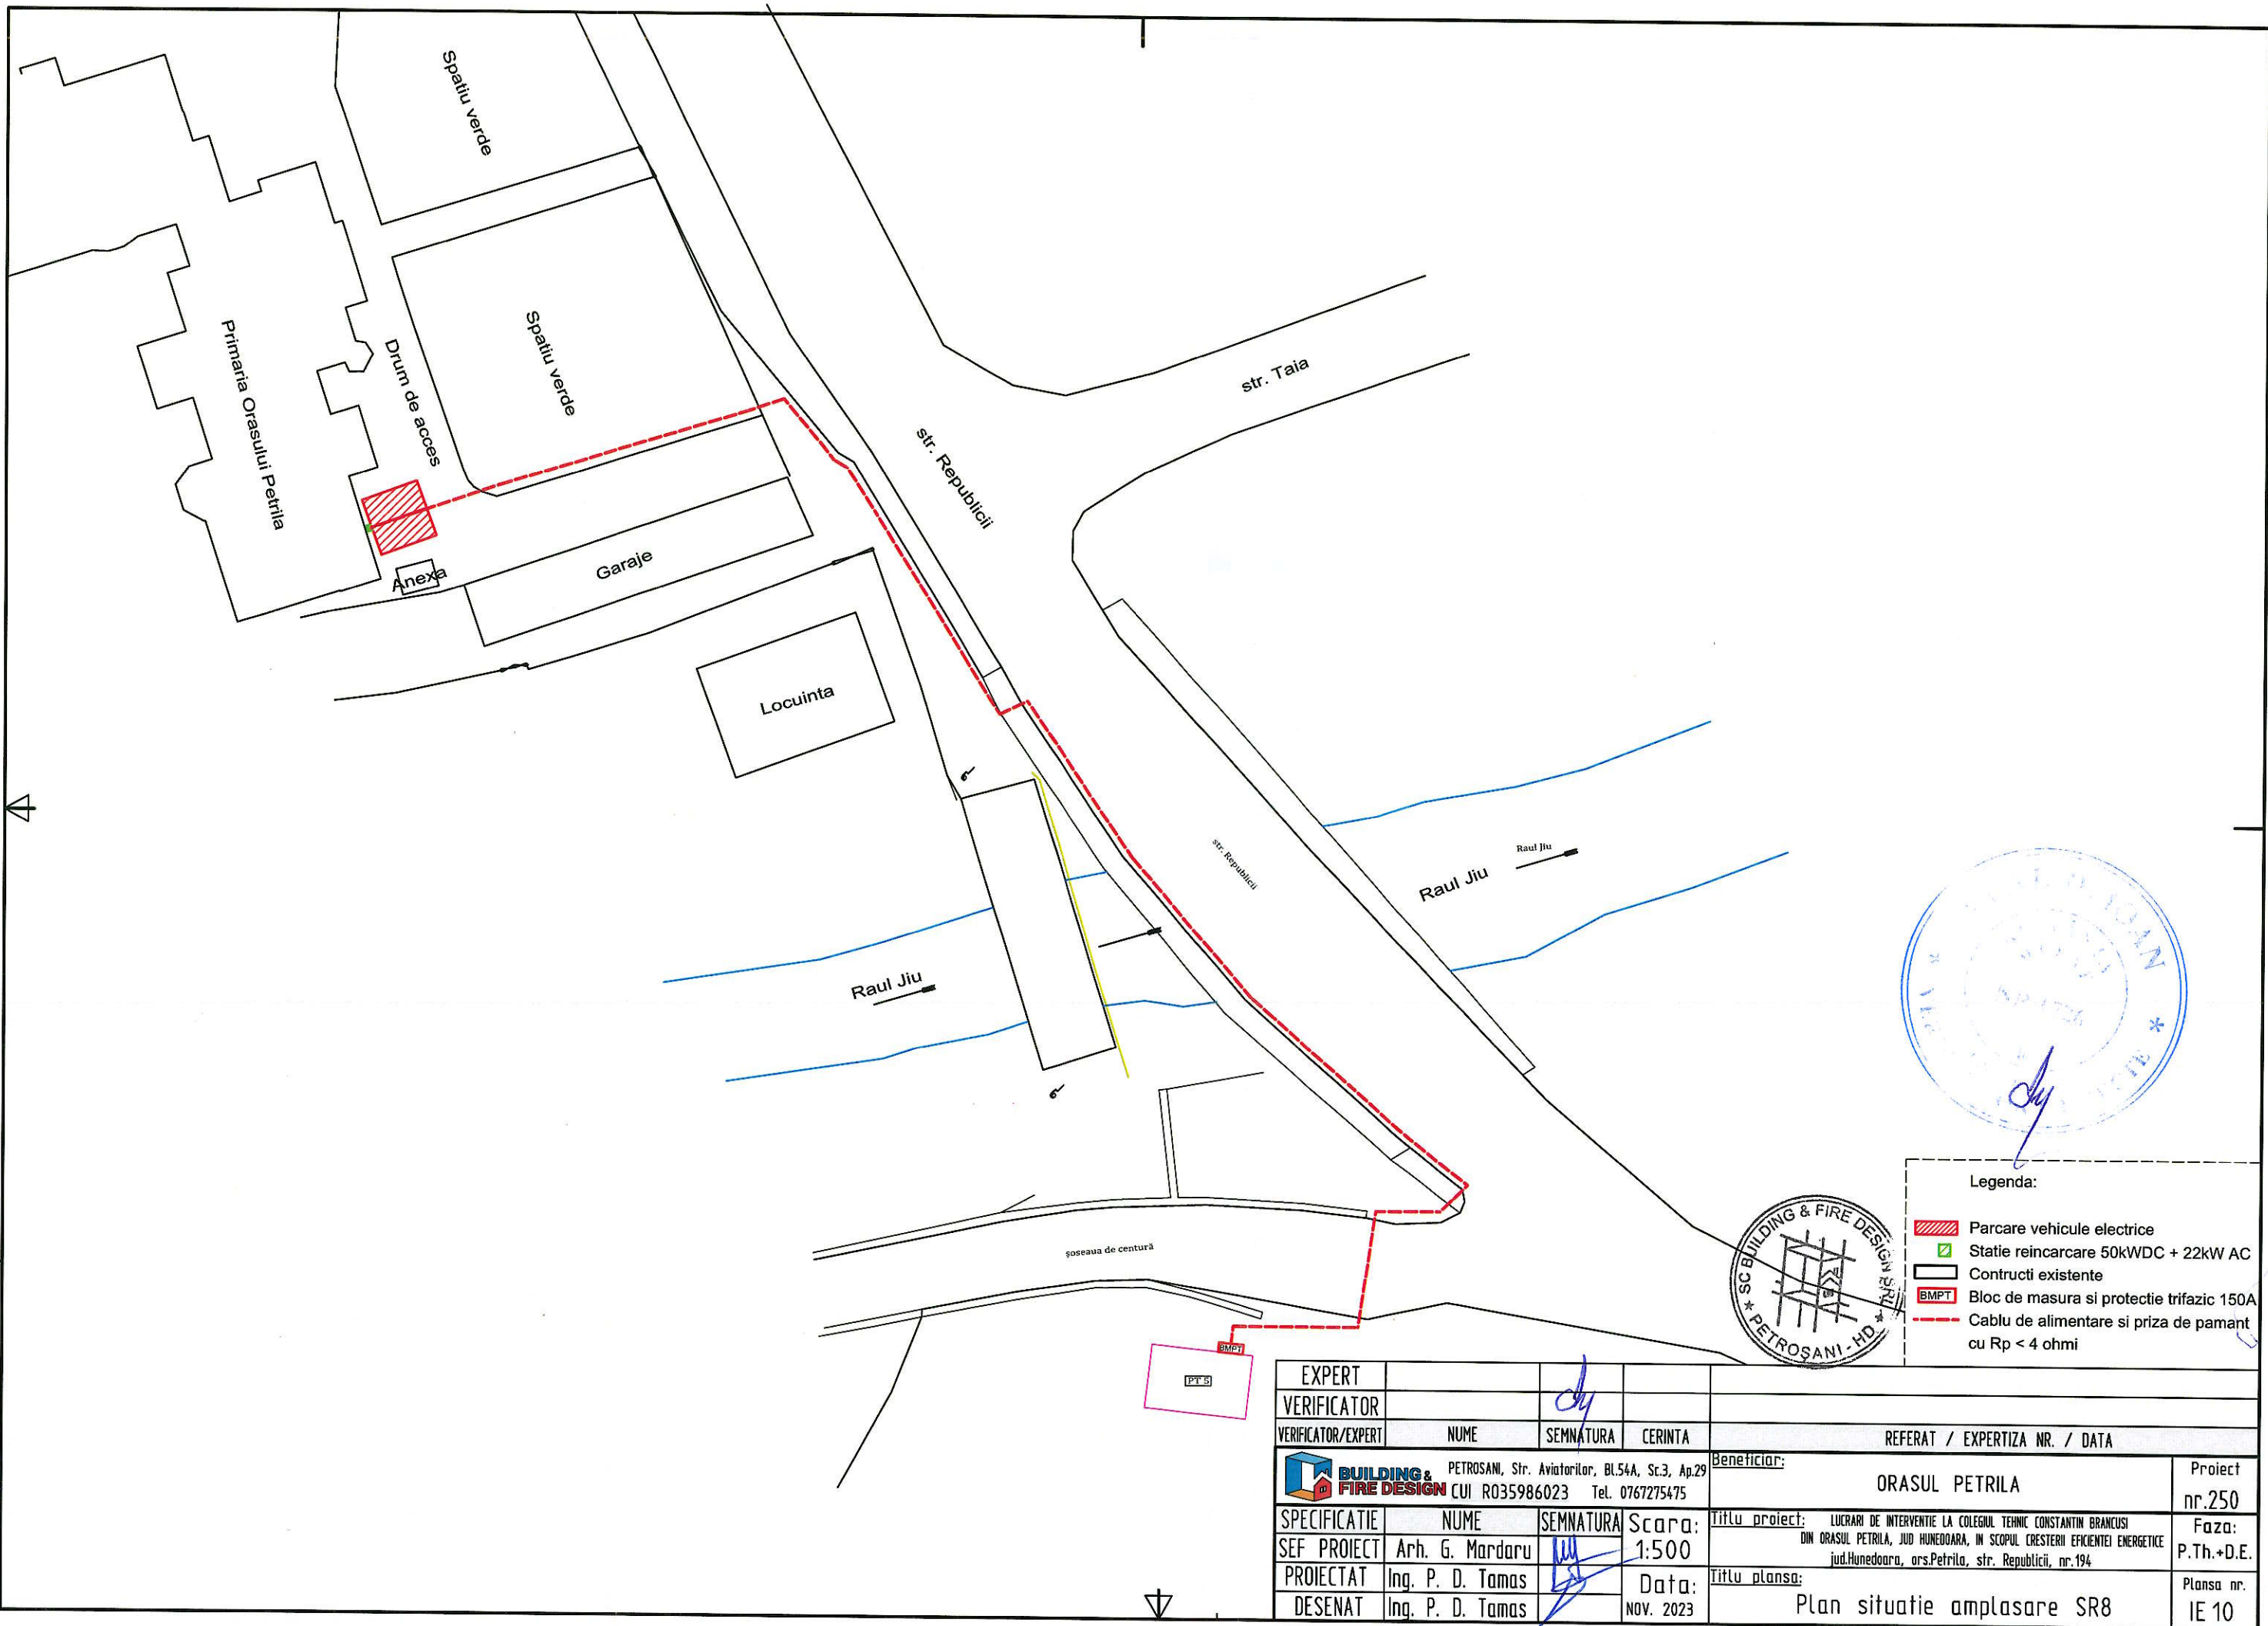 Spatiu verde
Spatiu verde
Primaria Orasului Petrila
Drum de acces
str. Taia
str. Republicii
Anexa
Garaje
Locuinta
str. Republicii
Raul Jiu
Raul Jiu
Raul Jiu
șoseaua de centură
BMPT
PT 5
SC BUILDING & FIRE DESIGN SRL * PETROȘANI - HD *
Legenda:
Parcare vehicule electrice
Statie reincarcare 50kWDC + 22kW AC
Contructi existente
BMPT Bloc de masura si protectie trifazic 150A
Cablu de alimentare si priza de pamant
cu Rp < 4 ohmi
EXPERT
VERIFICATOR
VERIFICATOR/EXPERT NUME SEMNATURA CERINTA REFERAT / EXPERTIZA NR. / DATA
BUILDING &
FIRE DESIGN
PETROSANI, Str. Aviatorilor, Bl.54A, Sc.3, Ap.29
CUI RO35986023 Tel. 0767275475
Beneficiar:
ORASUL PETRILA
Proiect
nr.250
SPECIFICATIE NUME SEMNATURA Scara:
SEF PROIECT Arh. G. Mardaru 1:500
PROIECTAT Ing. P. D. Tamas Data:
DESENAT Ing. P. D. Tamas NOV. 2023
Titlu proiect: LUCRARI DE INTERVENTIE LA COLEGIUL TEHNIC CONSTANTIN BRANCUSI
DIN ORASUL PETRILA, JUD HUNEDOARA, IN SCOPUL CRESTERII EFICIENTEI ENERGETICE
jud.Hunedoara, ors.Petrila, str. Republicii, nr.194
Faza:
P.Th.+D.E.
Titlu plansa:
Plan situatie amplasare SR8
Plansa nr.
IE 10